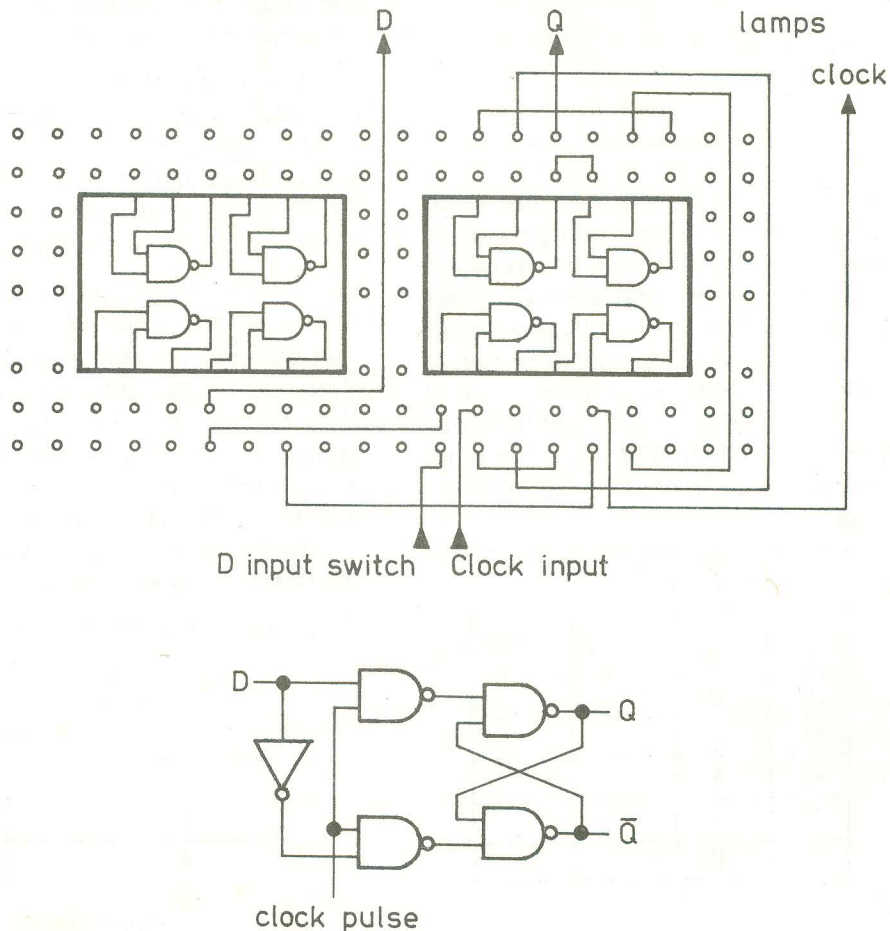 D
Q
lamps
clock
D input switch
Clock input
D
Q
Q̅
clock pulse